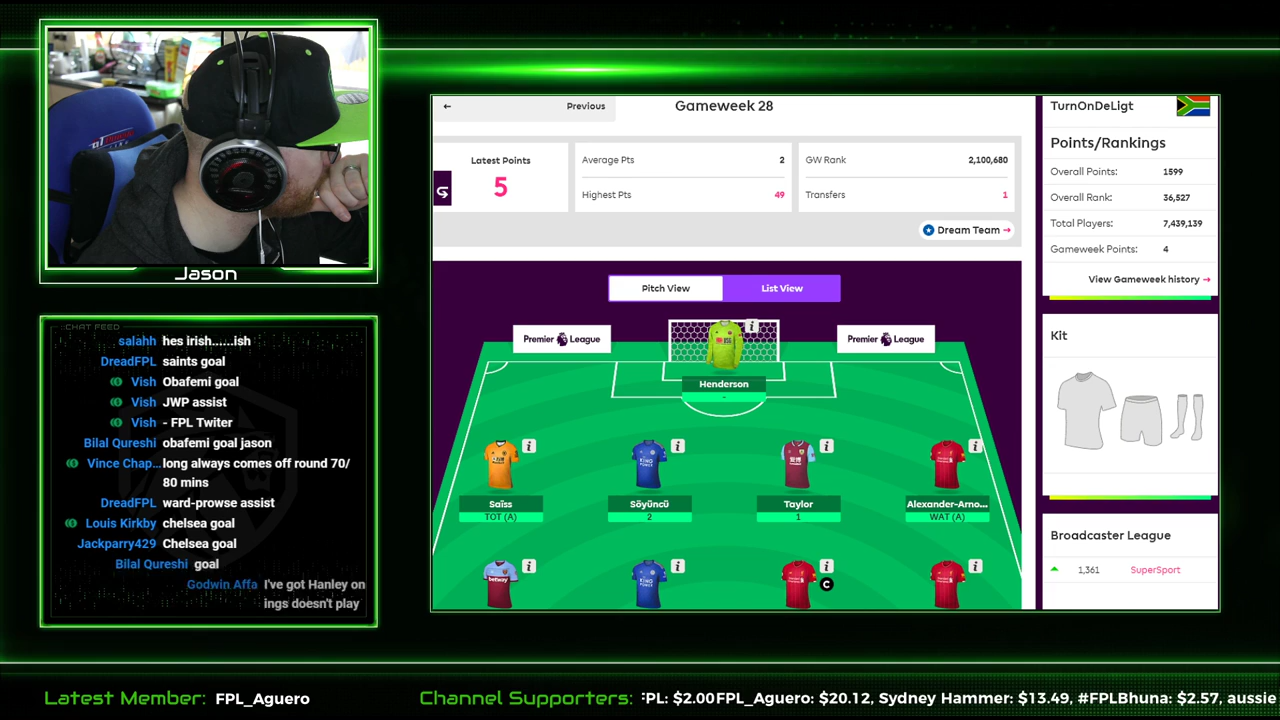 Jason
CHAT FEED
salahh hes irish......ish
DreadFPL saints goal
Vish Obafemi goal
Vish JWP assist
Vish - FPL Twiter
Bilal Qureshi obafemi goal jason
Vince Chap... long always comes off round 70/
80 mins
DreadFPL ward-prowse assist
Louis Kirkby chelsea goal
Jackparry429 Chelsea goal
Bilal Qureshi goal
Godwin Affa I've got Hanley on
ings doesn't play
← Previous
Gameweek 28
Latest Points
5
Average Pts 2
Highest Pts 49
GW Rank 2,100,680
Transfers 1
Dream Team →
Pitch View
List View
Premier League
Premier League
Henderson
-
Saïss
TOT (A)
Söyüncü
2
Taylor
1
Alexander-Arno...
WAT (A)
betway
C
TurnOnDeLigt
Points/Rankings
Overall Points: 1599
Overall Rank: 36,527
Total Players: 7,439,139
Gameweek Points: 4
View Gameweek history →
Kit
Broadcaster League
1,361 SuperSport
Latest Member: FPL_Aguero
Channel Supporters: PL: $2.00FPL_Aguero: $20.12, Sydney Hammer: $13.49, #FPLBhuna: $2.57, aussie